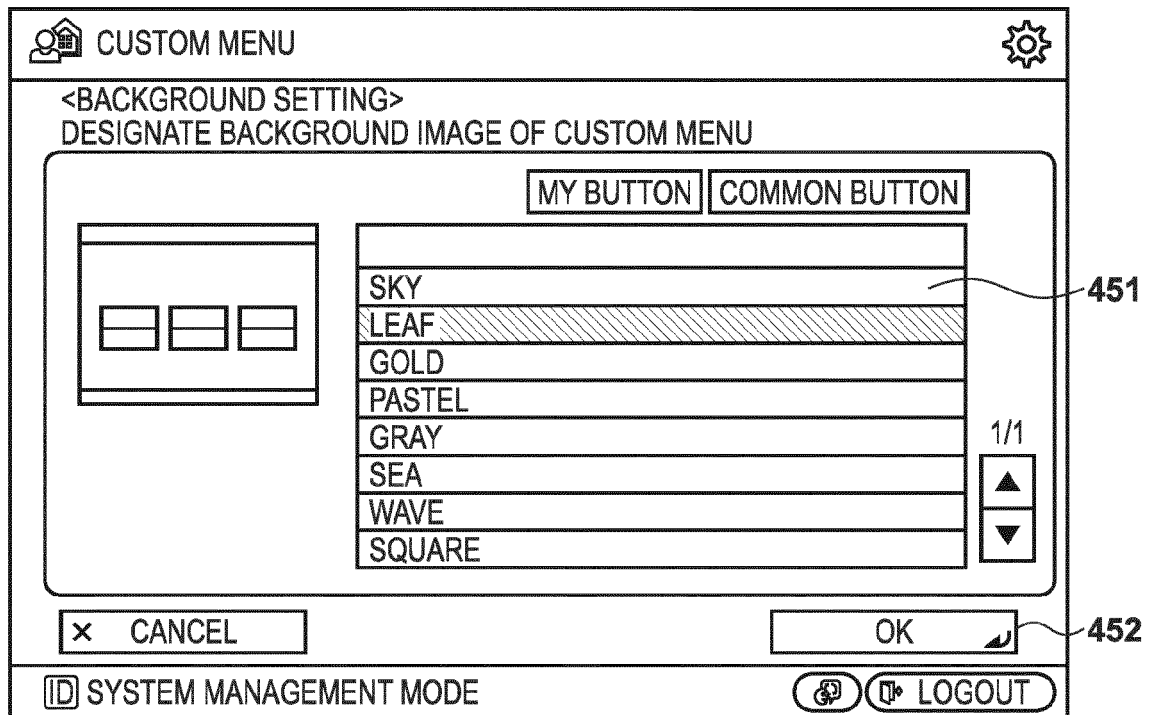 CUSTOM MENU
<BACKGROUND SETTING>
DESIGNATE BACKGROUND IMAGE OF CUSTOM MENU
MY BUTTON COMMON BUTTON
SKY
451
LEAF
GOLD
PASTEL
GRAY
1/1
SEA
WAVE
SQUARE
× CANCEL
OK
452
ID SYSTEM MANAGEMENT MODE
LOGOUT